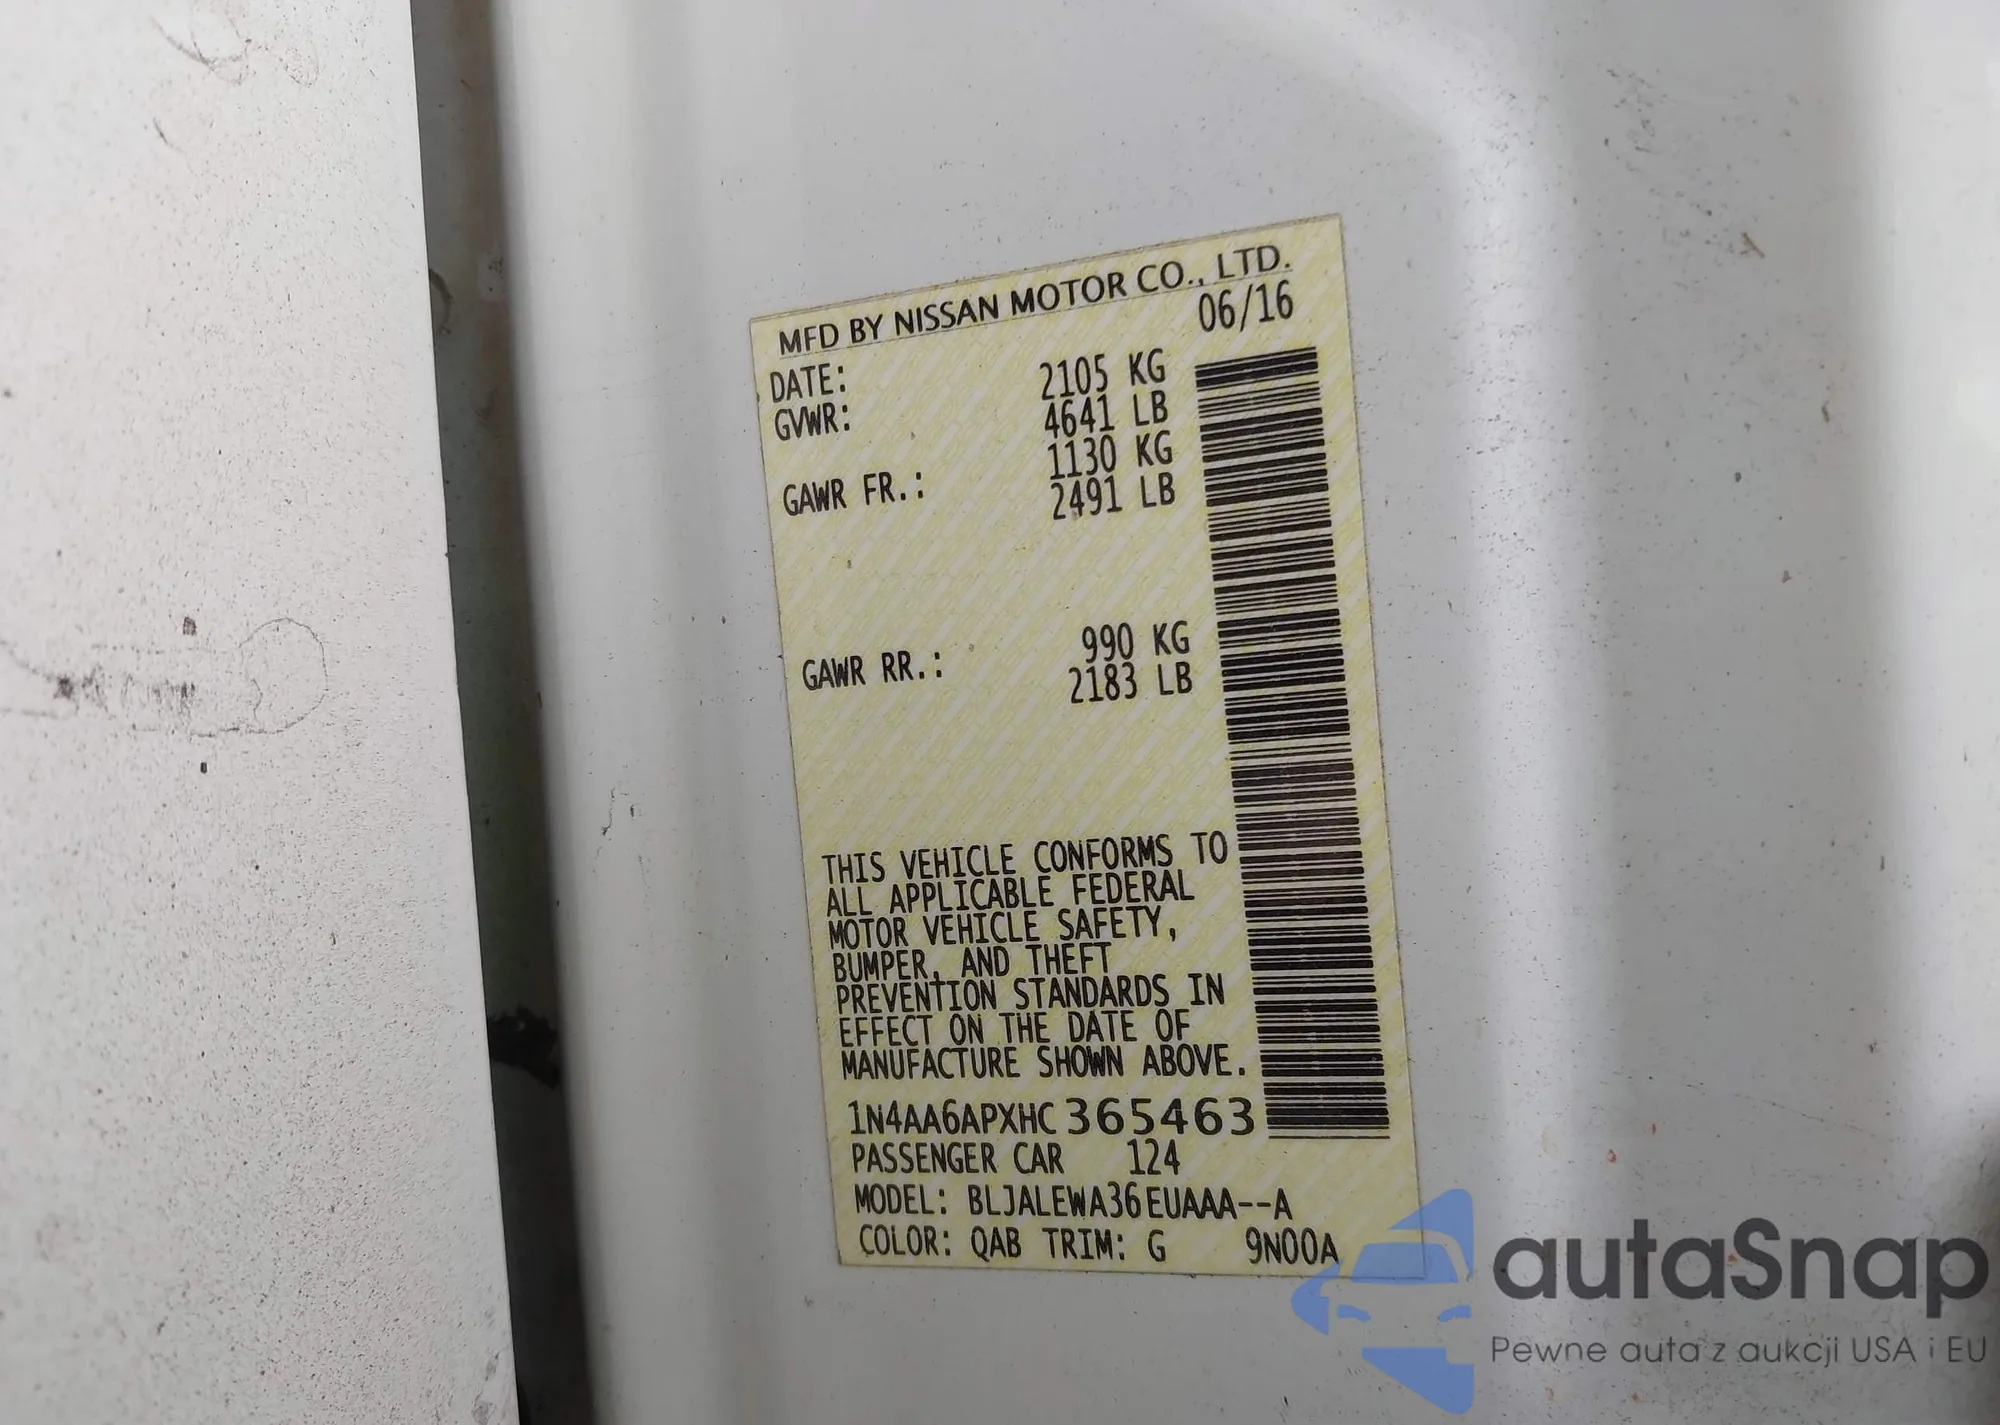 MFD BY NISSAN MOTOR CO., LTD.
DATE: 06/16
GVWR: 2105 KG
4641 LB
GAWR FR.: 1130 KG
2491 LB
GAWR RR.: 990 KG
2183 LB
THIS VEHICLE CONFORMS TO
ALL APPLICABLE FEDERAL
MOTOR VEHICLE SAFETY,
BUMPER, AND THEFT
PREVENTION STANDARDS IN
EFFECT ON THE DATE OF
MANUFACTURE SHOWN ABOVE.
1N4AA6APXHC365463
PASSENGER CAR 124
MODEL: BLJALEWA36EUAAA--A
COLOR: QAB TRIM: G 9N00A
autaSnap
Pewne auta z aukcji USA i EU